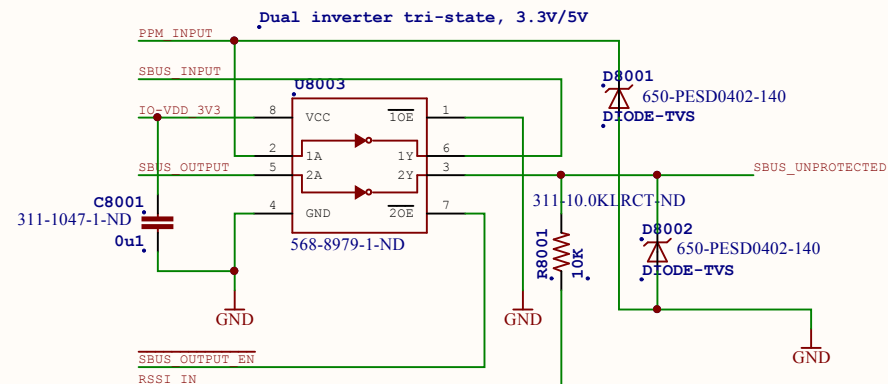 Dual inverter tri-state, 3.3V/5V
PPM_INPUT
SBUS_INPUT
U8003
D8001
650-PESD0402-140
DIODE-TVS
IO-VDD_3V3
8 VCC 1OE 1
2 1A 1Y 6
SBUS_OUTPUT
5 2A 2Y 3
SBUS_UNPROTECTED
C8001
311-1047-1-ND
0u1
4 GND 2OE 7
568-8979-1-ND
311-10.0KLRCT-ND
R8001
10K
D8002
650-PESD0402-140
DIODE-TVS
GND
GND
GND
SBUS_OUTPUT_EN
RSSI_IN